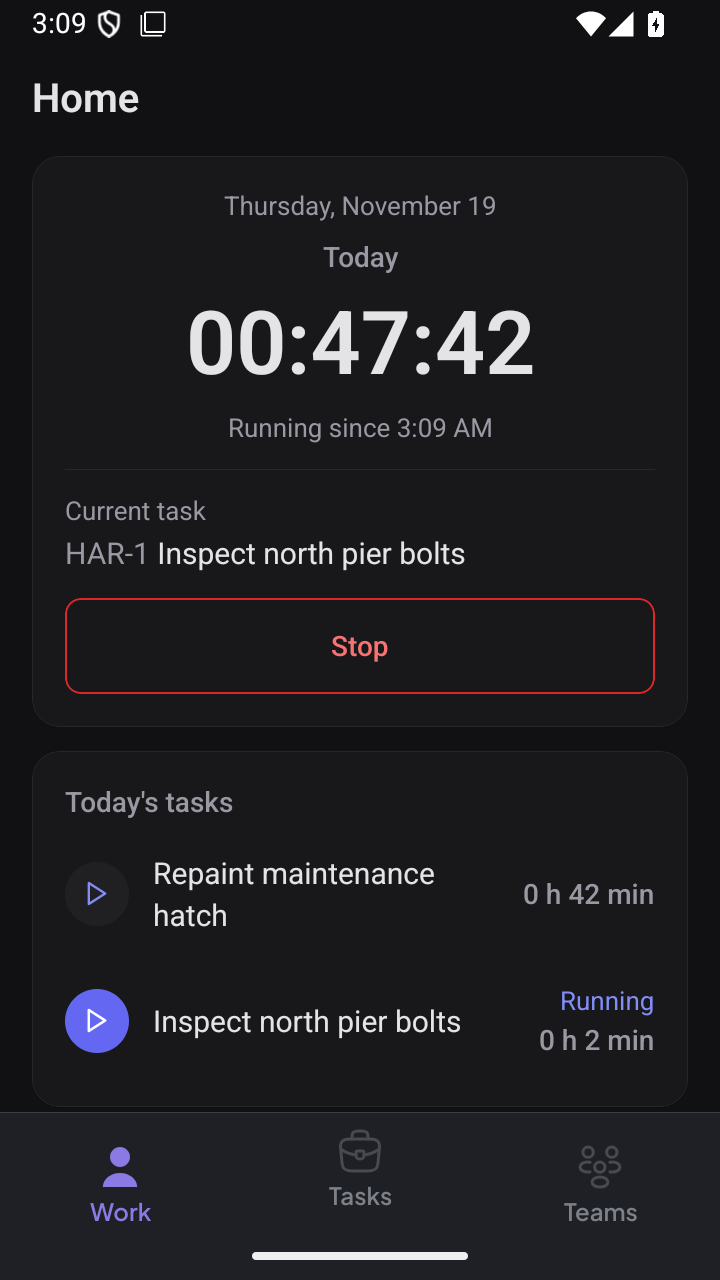 3:09
Home
Thursday, November 19
Today
00:47:42
Running since 3:09 AM
Current task
HAR-1 Inspect north pier bolts
Stop
Today's tasks
Repaint maintenance
hatch
0 h 42 min
Inspect north pier bolts
Running
0 h 2 min
Work
Tasks
Teams